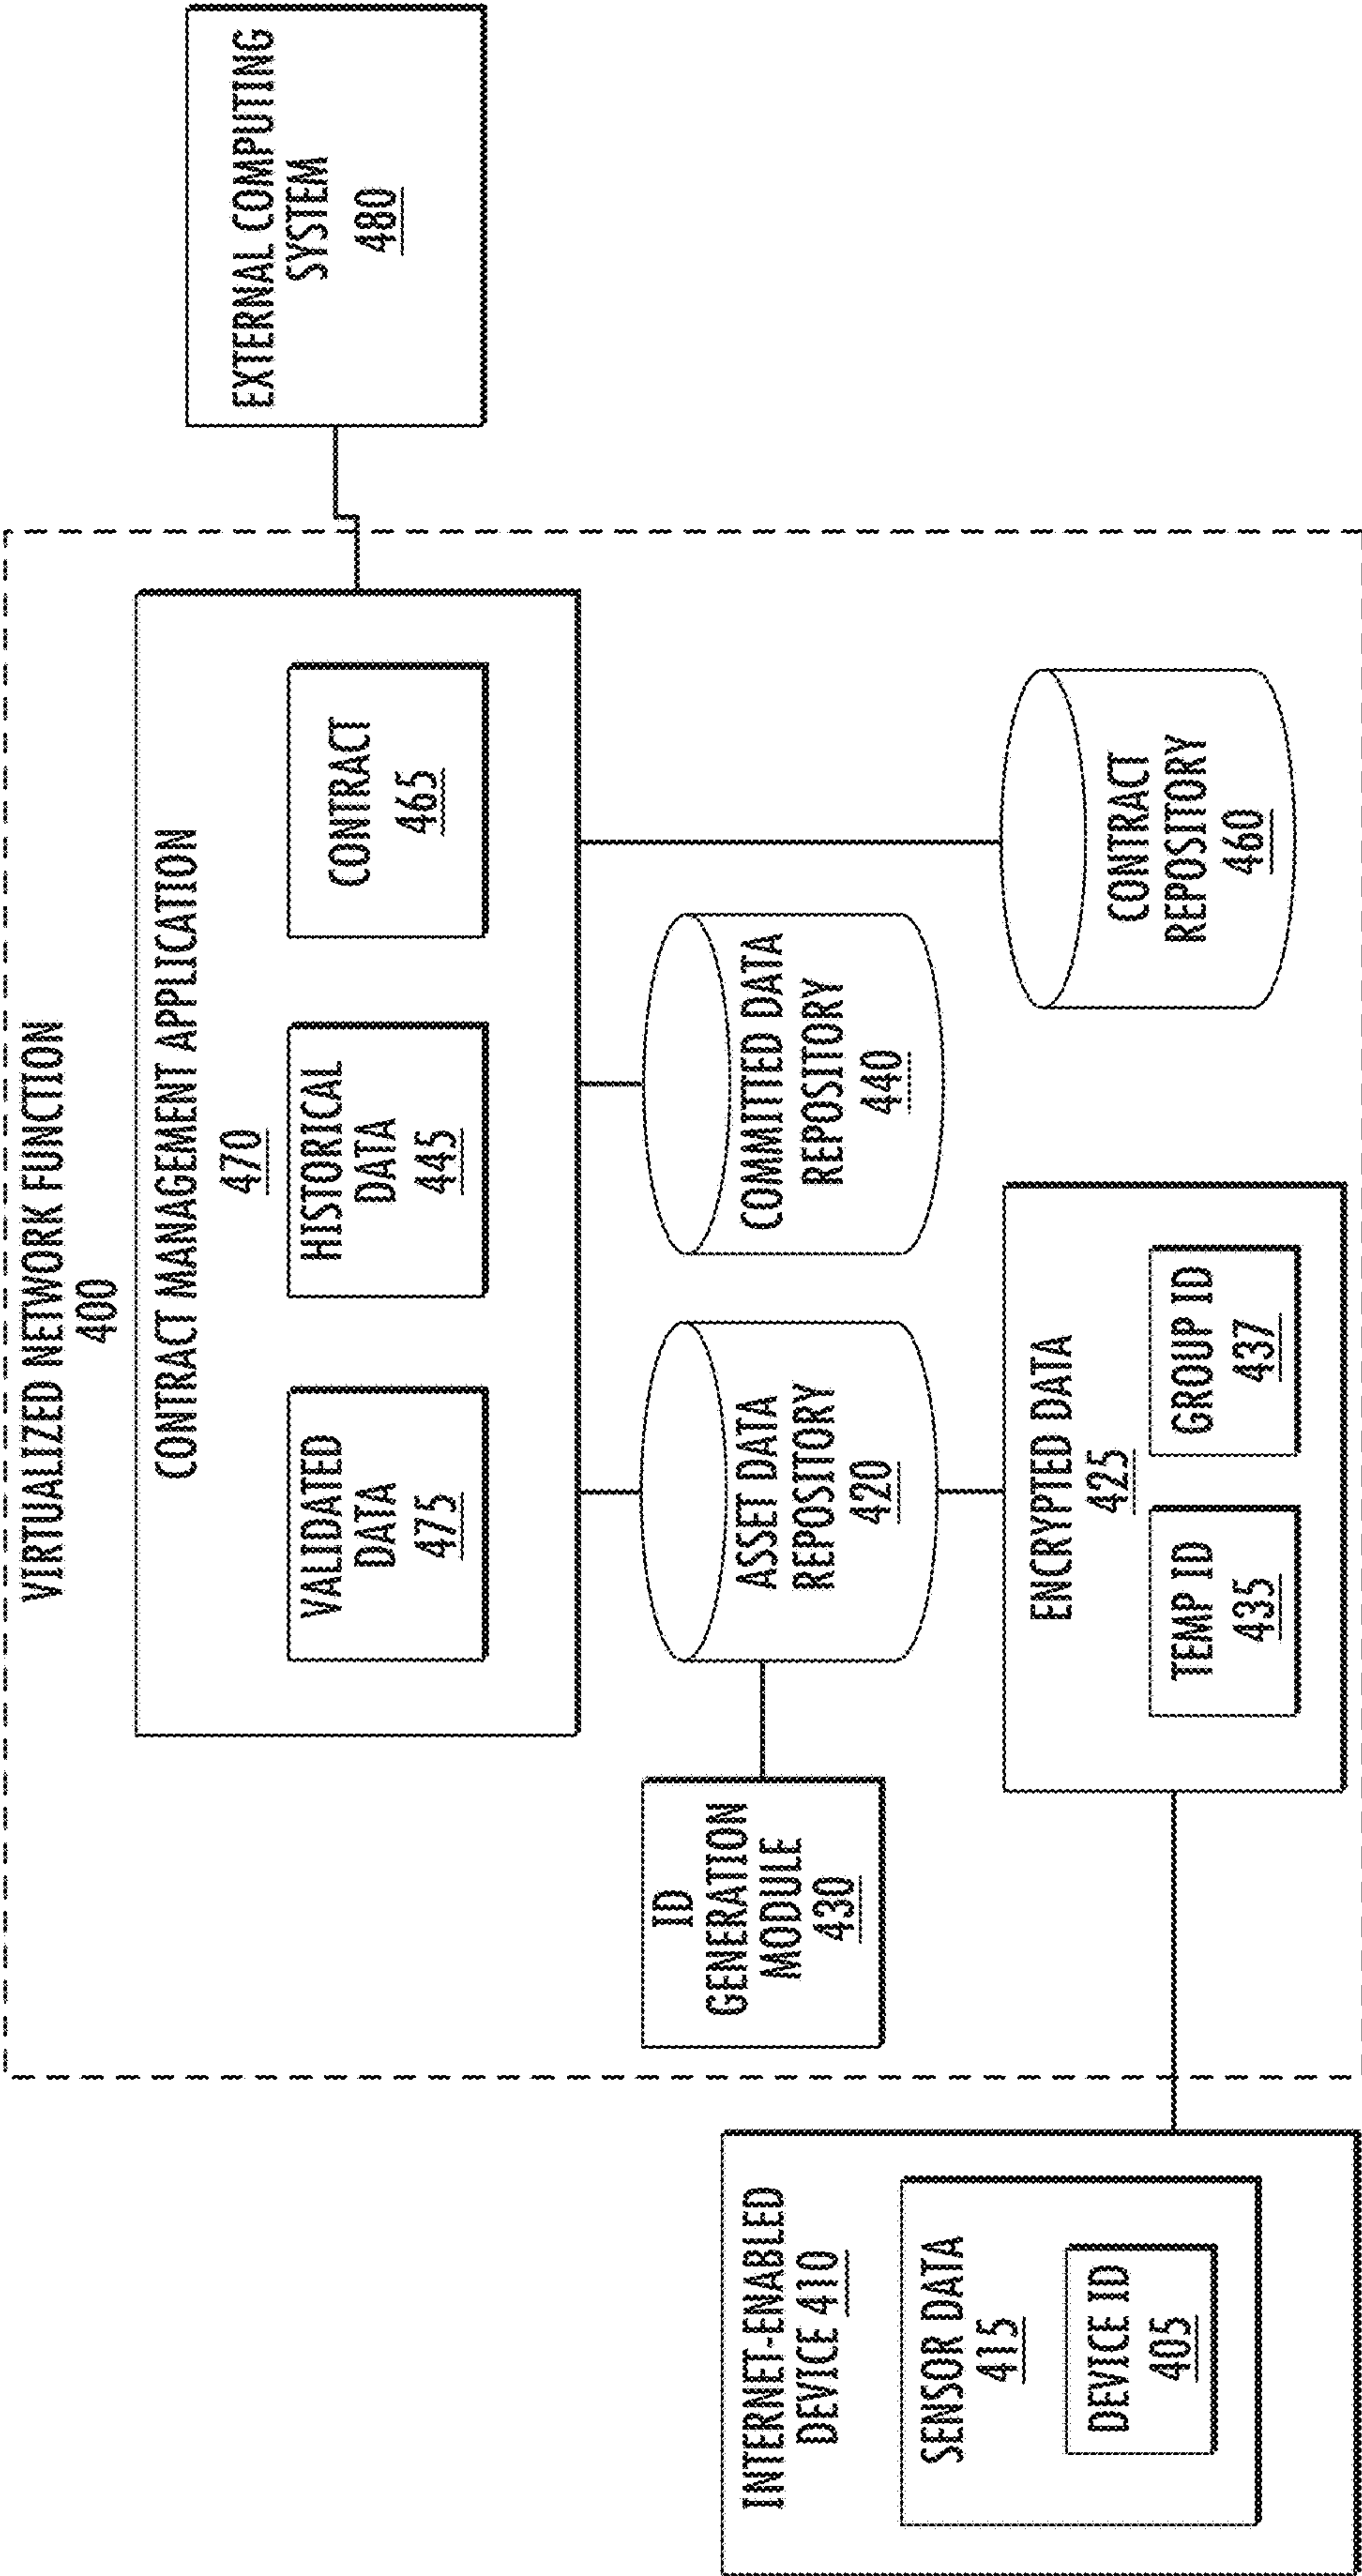 VIRTUALIZED NETWORK FUNCTION
400
CONTRACT MANAGEMENT APPLICATION
470
VALIDATED
DATA
475
HISTORICAL
DATA
445
CONTRACT
465
EXTERNAL COMPUTING
SYSTEM
480
ID
GENERATION
MODULE
430
ASSET DATA
REPOSITORY
420
COMMITTED DATA
REPOSITORY
440
CONTRACT
REPOSITORY
460
INTERNET-ENABLED
DEVICE 410
SENSOR DATA
415
DEVICE ID
405
ENCRYPTED DATA
425
TEMP ID
435
GROUP ID
437